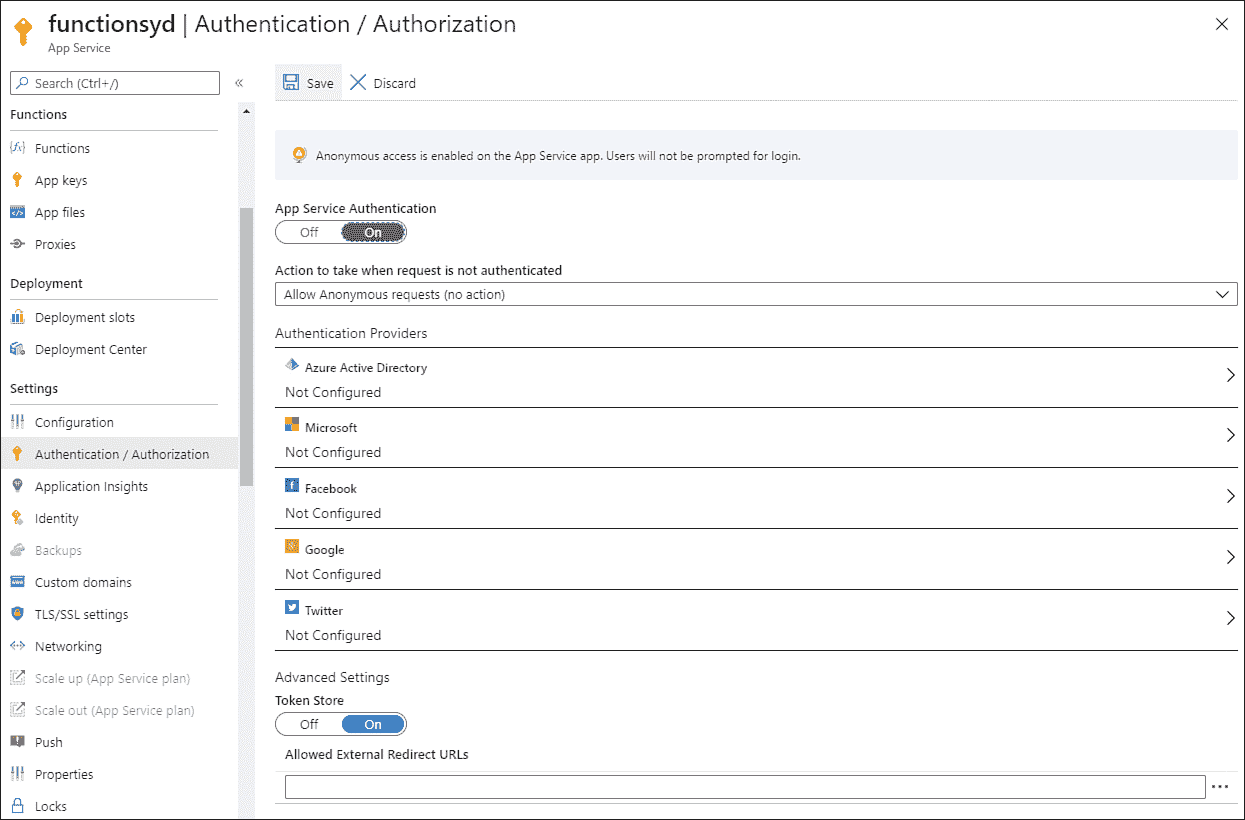 functionsyd | Authentication / Authorization
App Service
Search (Ctrl+/)
«
Functions
Functions
App keys
App files
Proxies
Deployment
Deployment slots
Deployment Center
Settings
Configuration
Authentication / Authorization
Application Insights
Identity
Backups
Custom domains
TLS/SSL settings
Networking
Scale up (App Service plan)
Scale out (App Service plan)
Push
Properties
Locks
Save Discard
Anonymous access is enabled on the App Service app. Users will not be prompted for login.
App Service Authentication
Off On
Action to take when request is not authenticated
Allow Anonymous requests (no action)
Authentication Providers
Azure Active Directory
Not Configured
Microsoft
Not Configured
Facebook
Not Configured
Google
Not Configured
Twitter
Not Configured
Advanced Settings
Token Store
Off On
Allowed External Redirect URLs
...